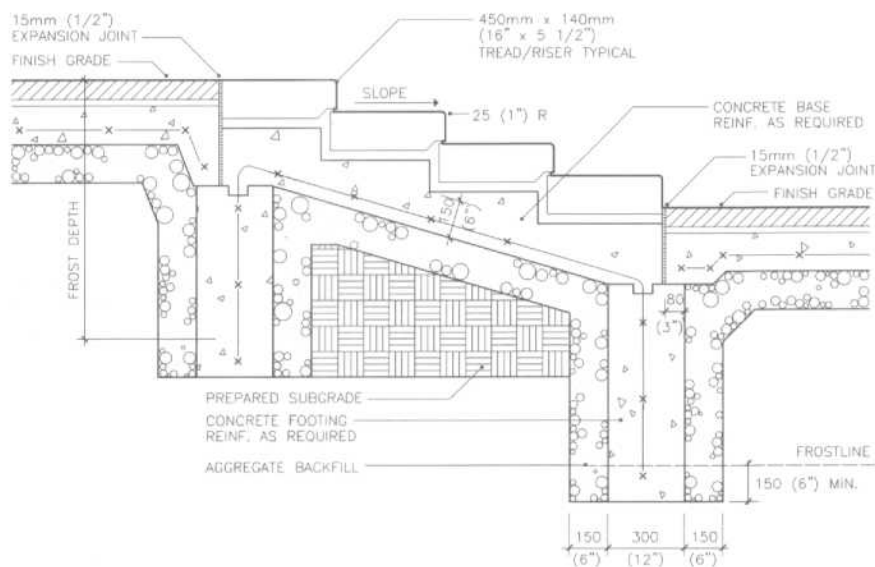 15mm (1/2")
EXPANSION JOINT
FINISH GRADE
450mm x 140mm
(16" x 5 1/2")
TREAD/RISER TYPICAL
SLOPE
25 (1") R
CONCRETE BASE
REINF. AS REQUIRED
15mm (1/2")
EXPANSION JOINT
FINISH GRADE
150
(6")
FROST DEPTH
80
(3")
PREPARED SUBGRADE
CONCRETE FOOTING
REINF. AS REQUIRED
AGGREGATE BACKFILL
FROSTLINE
150 (6") MIN.
150 300 150
(6") (12") (6")